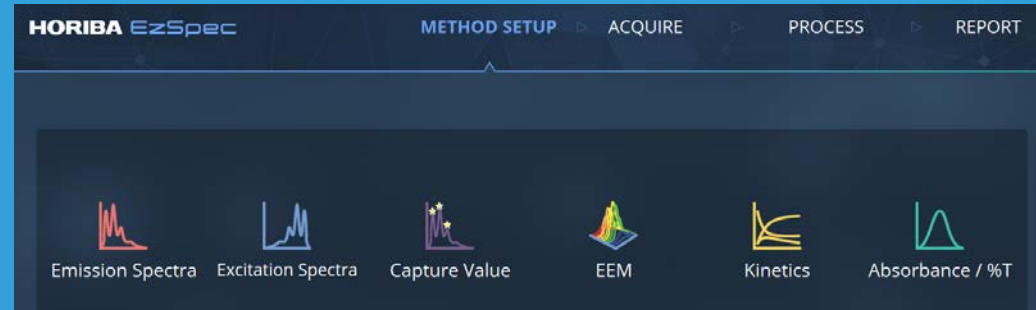 HORIBA EzSpec METHOD SETUP ACQUIRE PROCESS REPORT
Emission Spectra Excitation Spectra Capture Value EEM Kinetics Absorbance / %T